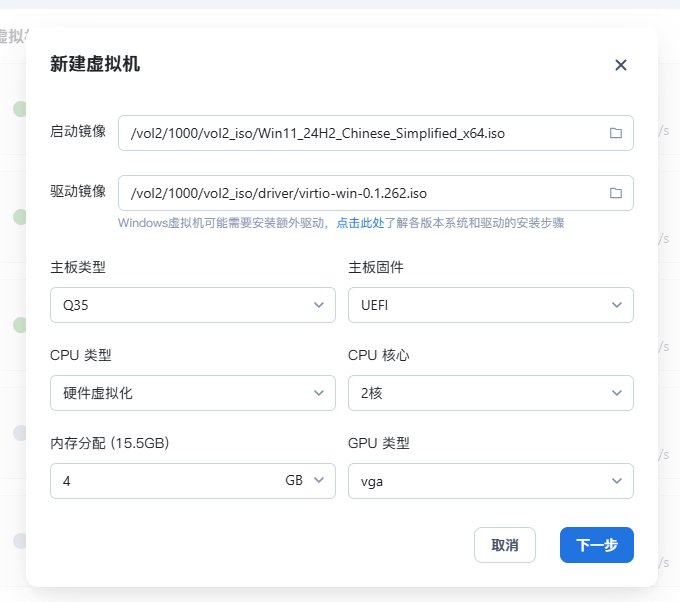 新建虚拟机
启动镜像 /vol2/1000/vol2_iso/Win11_24H2_Chinese_Simplified_x64.iso
驱动镜像 /vol2/1000/vol2_iso/driver/virtio-win-0.1.262.iso
Windows虚拟机可能需要安装额外驱动，点击此处了解各版本系统和驱动的安装步骤
主板类型 主板固件
Q35 UEFI
CPU 类型 CPU 核心
硬件虚拟化 2核
内存分配 (15.5GB) GPU 类型
4 GB vga
取消 下一步
/s
/s
/s
/s
/s